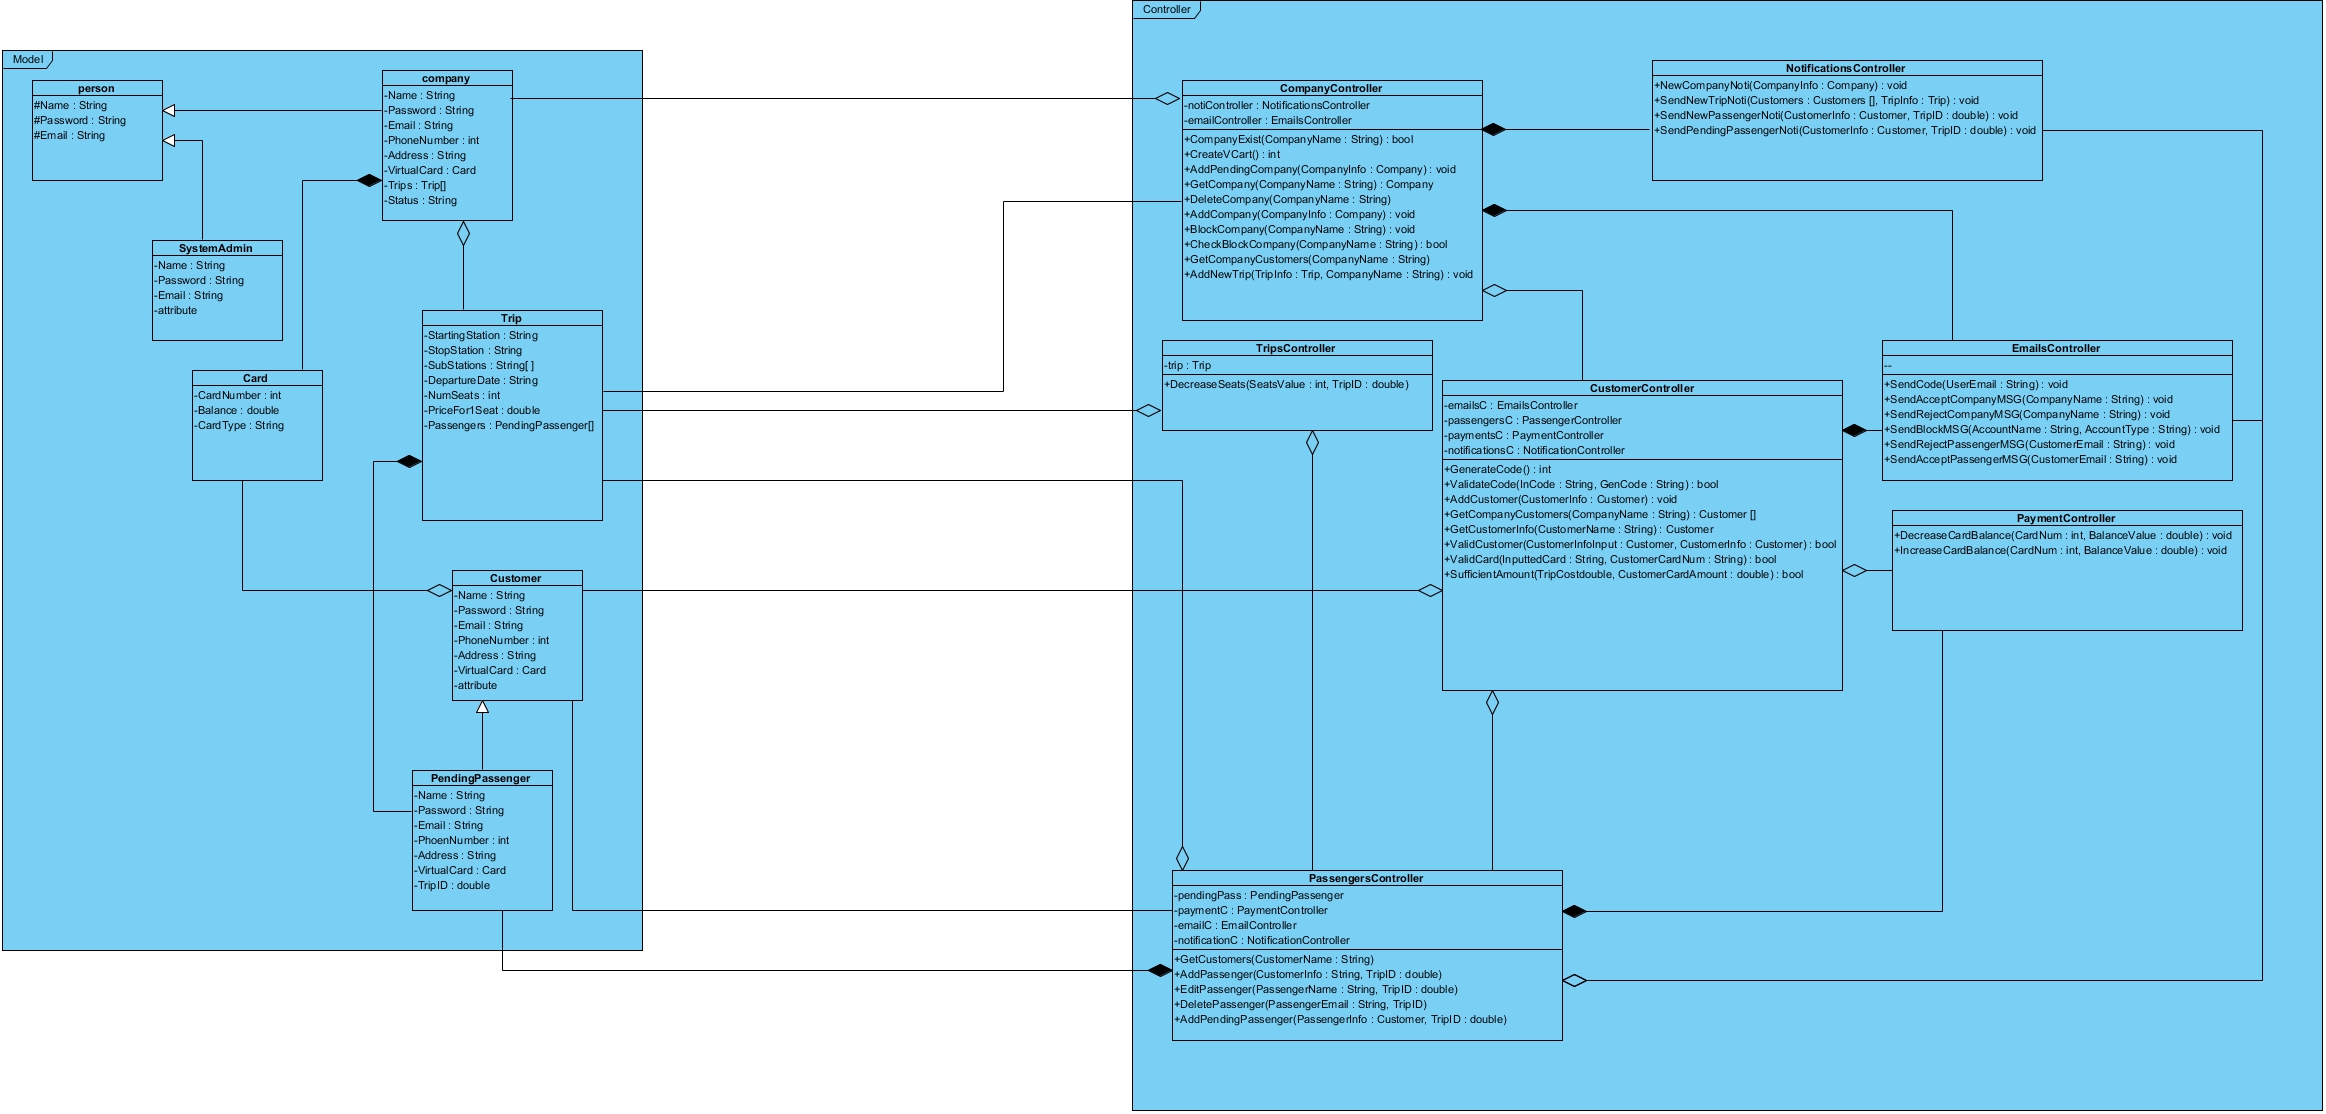 Model
person
#Name : String
#Password : String
#Email : String
company
-Name : String
-Password : String
-Email : String
-PhoneNumber : int
-Address : String
-VirtualCard : Card
-Trips : Trip[]
-Status : String
SystemAdmin
-Name : String
-Password : String
-Email : String
-attribute
Trip
-StartingStation : String
-StopStation : String
-SubStations : String[ ]
-DepartureDate : String
-NumSeats : int
-PriceFor1Seat : double
-Passengers : PendingPassenger[]
Card
-CardNumber : int
-Balance : double
-CardType : String
Customer
-Name : String
-Password : String
-Email : String
-PhoneNumber : int
-Address : String
-VirtualCard : Card
-attribute
PendingPassenger
-Name : String
-Password : String
-Email : String
-PhoenNumber : int
-Address : String
-VirtualCard : Card
-TripID : double
Controller
CompanyController
-notiController : NotificationsController
-emailController : EmailsController
+CompanyExist(CompanyName : String) : bool
+CreateVCart() : int
+AddPendingCompany(CompanyInfo : Company) : void
+GetCompany(CompanyName : String) : Company
+DeleteCompany(CompanyName : String)
+AddCompany(CompanyInfo : Company) : void
+BlockCompany(CompanyName : String) : void
+CheckBlockCompany(CompanyName : String) : bool
+GetCompanyCustomers(CompanyName : String)
+AddNewTrip(TripInfo : Trip, CompanyName : String) : void
NotificationsController
+NewCompanyNoti(CompanyInfo : Company) : void
+SendNewTripNoti(Customers : Customers [], TripInfo : Trip) : void
+SendNewPassengerNoti(CustomerInfo : Customer, TripID : double) : void
+SendPendingPassengerNoti(CustomerInfo : Customer, TripID : double) : void
TripsController
-trip : Trip
+DecreaseSeats(SeatsValue : int, TripID : double)
EmailsController
--
+SendCode(UserEmail : String) : void
+SendAcceptCompanyMSG(CompanyName : String) : void
+SendRejectCompanyMSG(CompanyName : String) : void
+SendBlockMSG(AccountName : String, AccountType : String) : void
+SendRejectPassengerMSG(CustomerEmail : String) : void
+SendAcceptPassengerMSG(CustomerEmail : String) : void
CustomerController
-emailsC : EmailsController
-passengersC : PassengerController
-paymentsC : PaymentController
-notificationsC : NotificationController
+GenerateCode() : int
+ValidateCode(InCode : String, GenCode : String) : bool
+AddCustomer(CustomerInfo : Customer) : void
+GetCompanyCustomers(CompanyName : String) : Customer []
+GetCustomerInfo(CustomerName : String) : Customer
+ValidCustomer(CustomerInfoInput : Customer, CustomerInfo : Customer) : bool
+ValidCard(InputtedCard : String, CustomerCardNum : String) : bool
+SufficientAmount(TripCostdouble, CustomerCardAmount : double) : bool
PaymentController
+DecreaseCardBalance(CardNum : int, BalanceValue : double) : void
+IncreaseCardBalance(CardNum : int, BalanceValue : double) : void
PassengersController
-pendingPass : PendingPassenger
-paymentC : PaymentController
-emailC : EmailController
-notificationC : NotificationController
+GetCustomers(CustomerName : String)
+AddPassenger(CustomerInfo : String, TripID : double)
+EditPassenger(PassengerName : String, TripID : double)
+DeletePassenger(PassengerEmail : String, TripID)
+AddPendingPassenger(PassengerInfo : Customer, TripID : double)